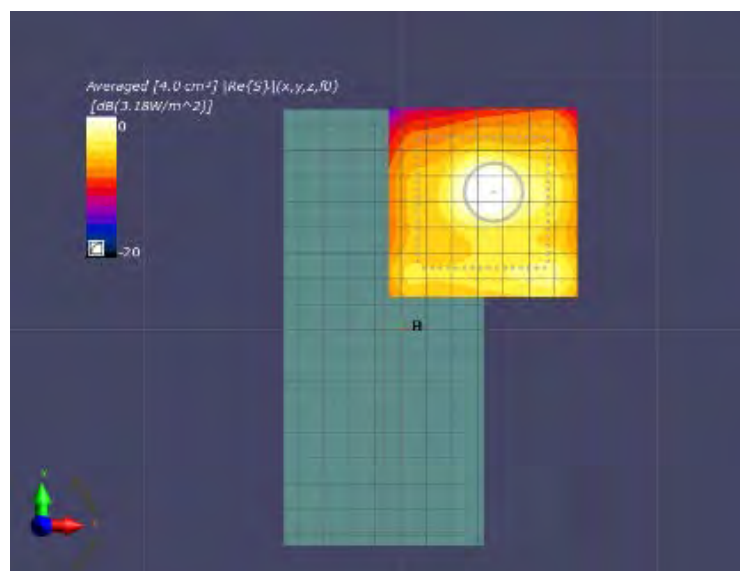 Averaged [4.0 cm²] |Re{S}|(x,y,z,f0)
[dB(3.18W/m^2)]
0
-20
Y